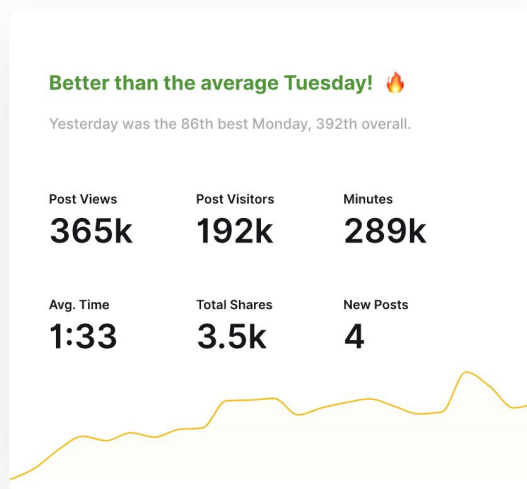 Better than the average Tuesday! 🔥
Yesterday was the 86th best Monday, 392th overall.
Post Views Post Visitors Minutes
365k 192k 289k
Avg. Time Total Shares New Posts
1:33 3.5k 4